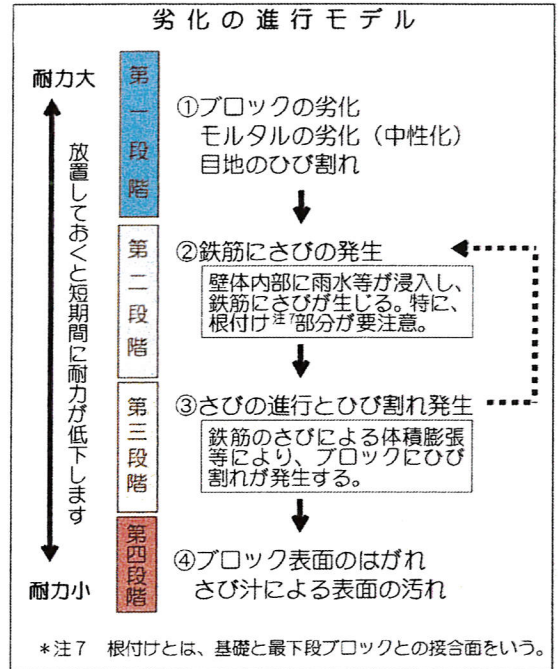 劣化の進行モデル
耐力大
放置しておくと短期間に耐力が低下します
耐力小
第一段階
①ブロックの劣化
モルタルの劣化（中性化）
目地のひび割れ
第二段階
②鉄筋にさびの発生
壁体内部に雨水等が浸入し、
鉄筋にさびが生じる。特に、
根付け注7部分が要注意。
第三段階
③さびの進行とひび割れ発生
鉄筋のさびによる体積膨張
等により、ブロックにひび
割れが発生する。
第四段階
④ブロック表面のはがれ
さび汁による表面の汚れ
＊注7　根付けとは、基礎と最下段ブロックとの接合面をいう。